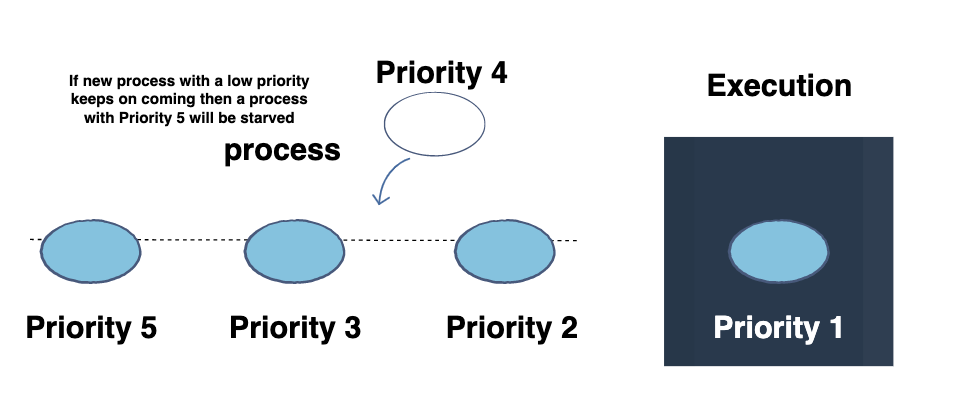 If new process with a low priority
keeps on coming then a process
with Priority 5 will be starved
Priority 4
Execution
process
Priority 5
Priority 3
Priority 2
Priority 1